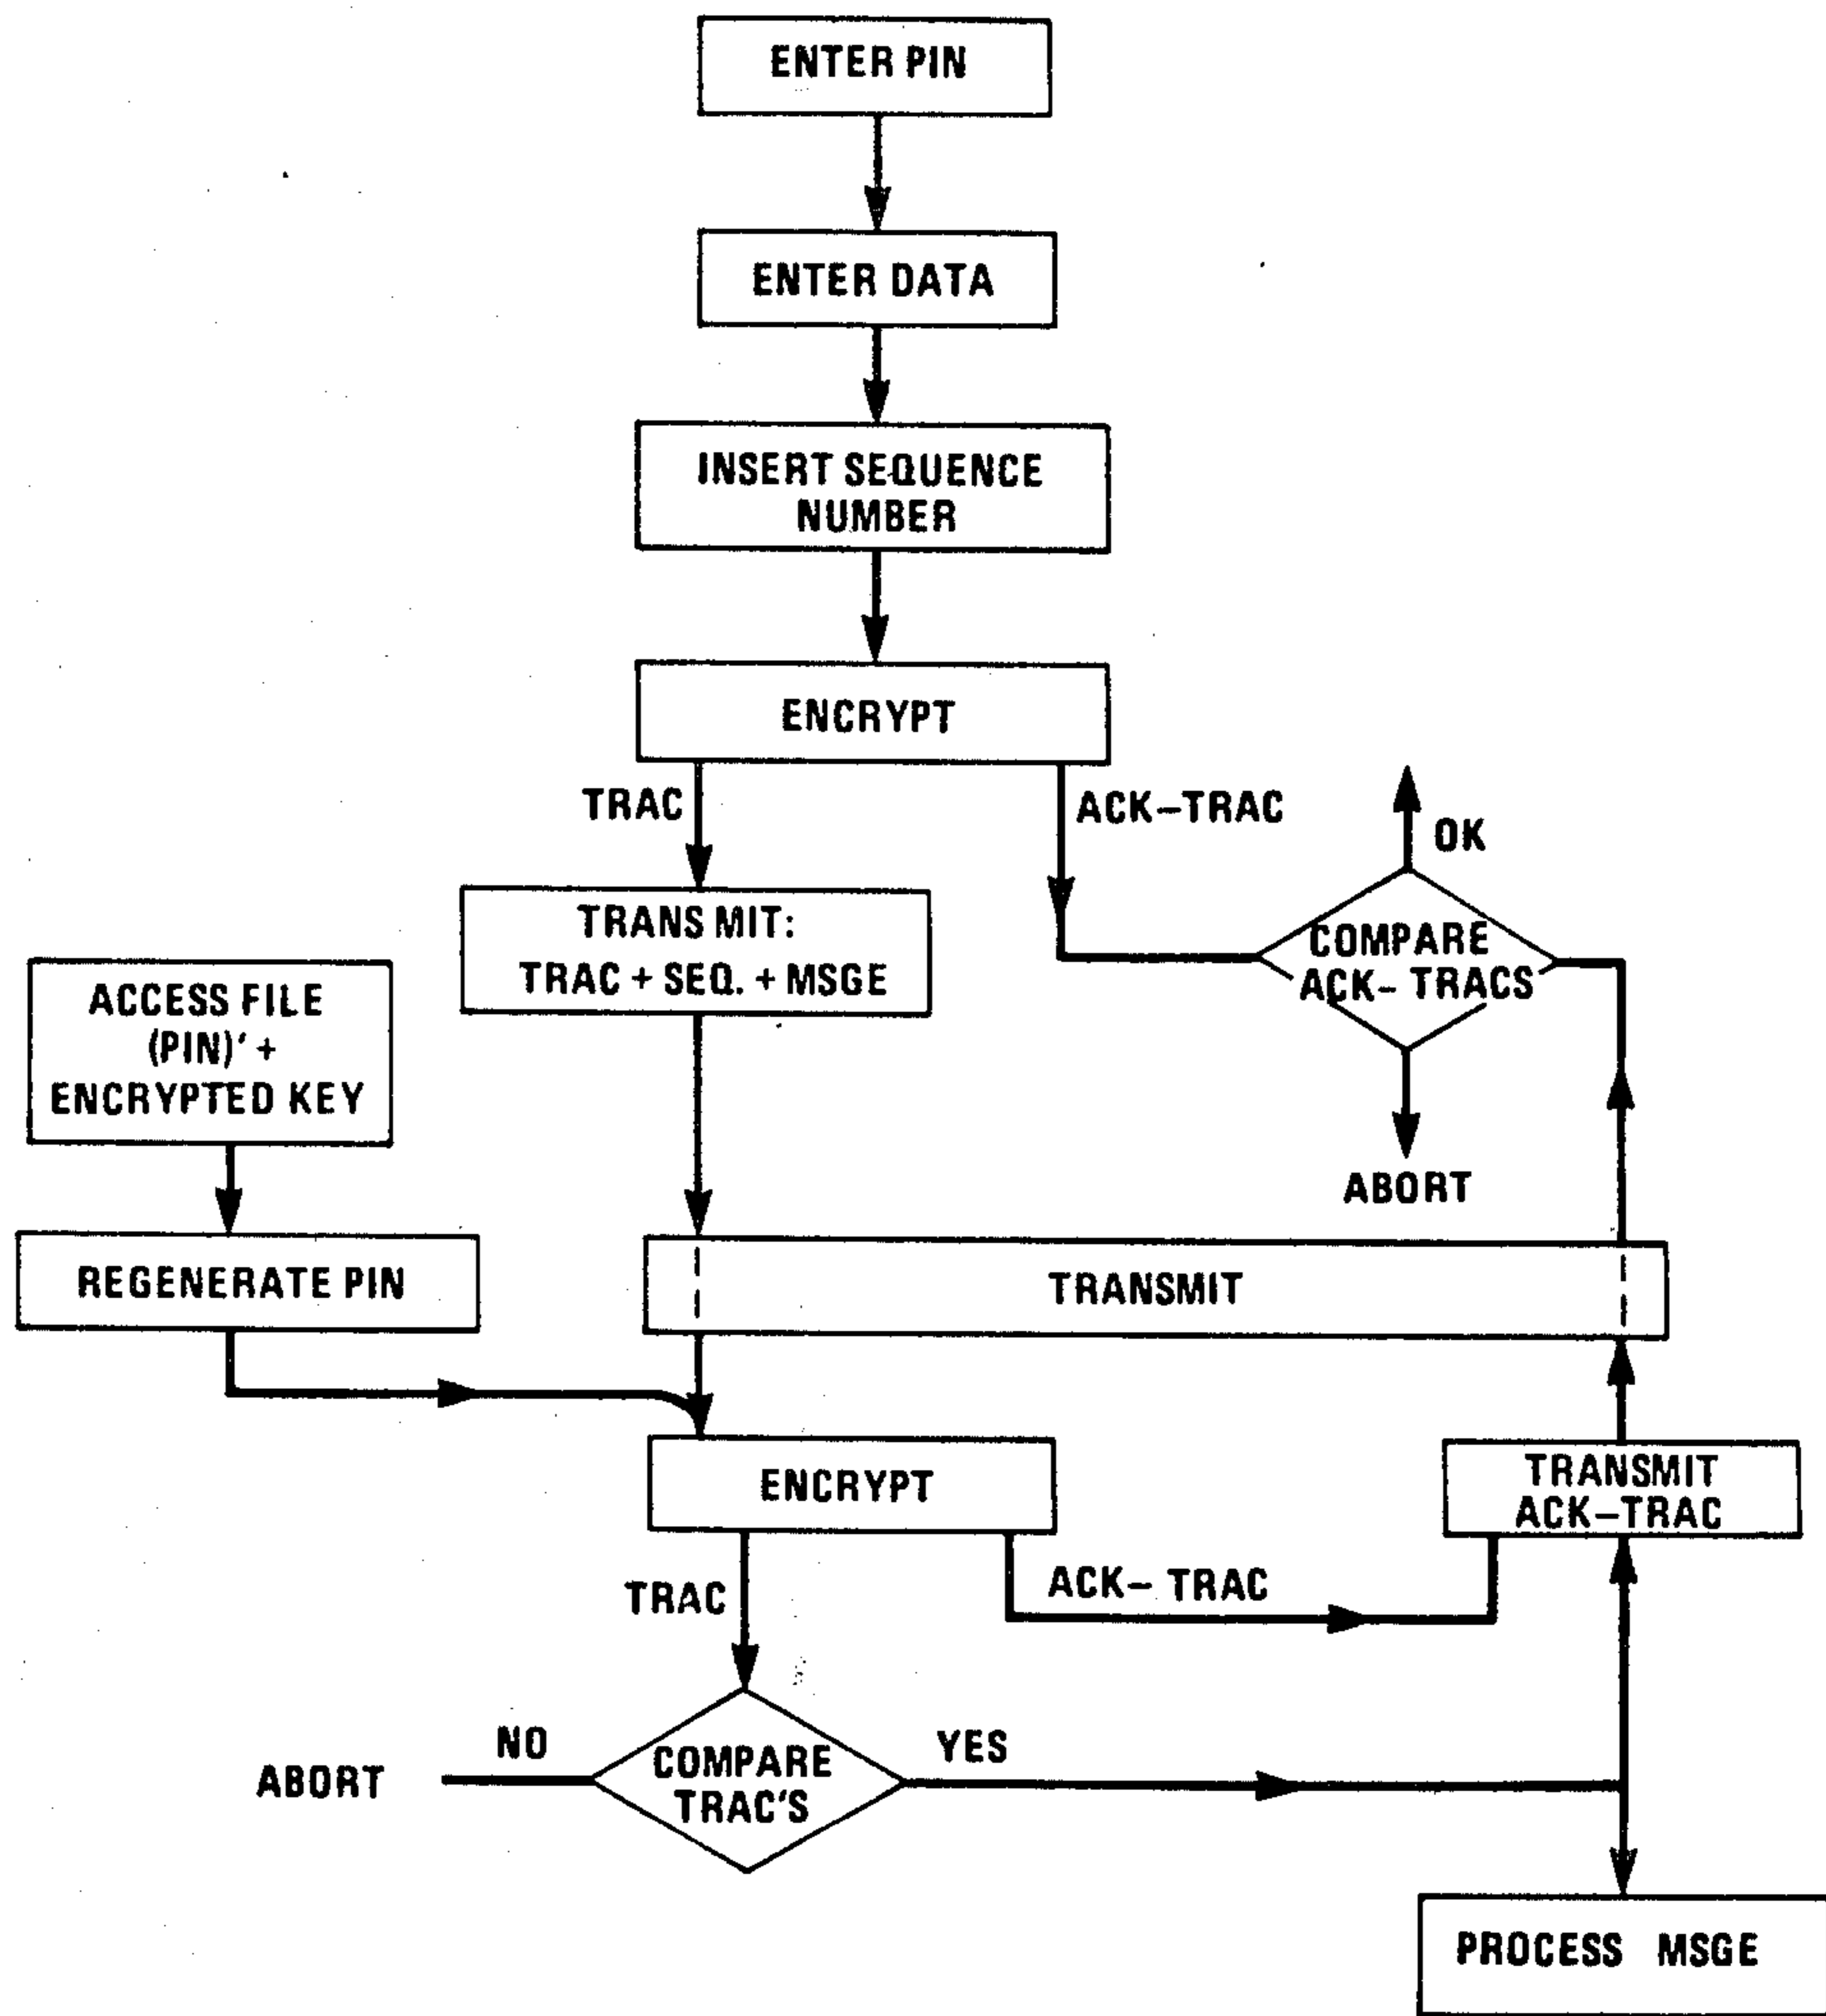 ENTER PIN
ENTER DATA
INSERT SEQUENCE
NUMBER
ENCRYPT
TRAC
ACK-TRAC
OK
TRANSMIT:
TRAC + SEQ. + MSGE
COMPARE
ACK- TRACS
ABORT
ACCESS FILE
(PIN)' +
ENCRYPTED KEY
REGENERATE PIN
TRANSMIT
ENCRYPT
TRANSMIT
ACK-TRAC
TRAC
ACK- TRAC
NO
ABORT
COMPARE
TRAC'S
YES
PROCESS MSGE